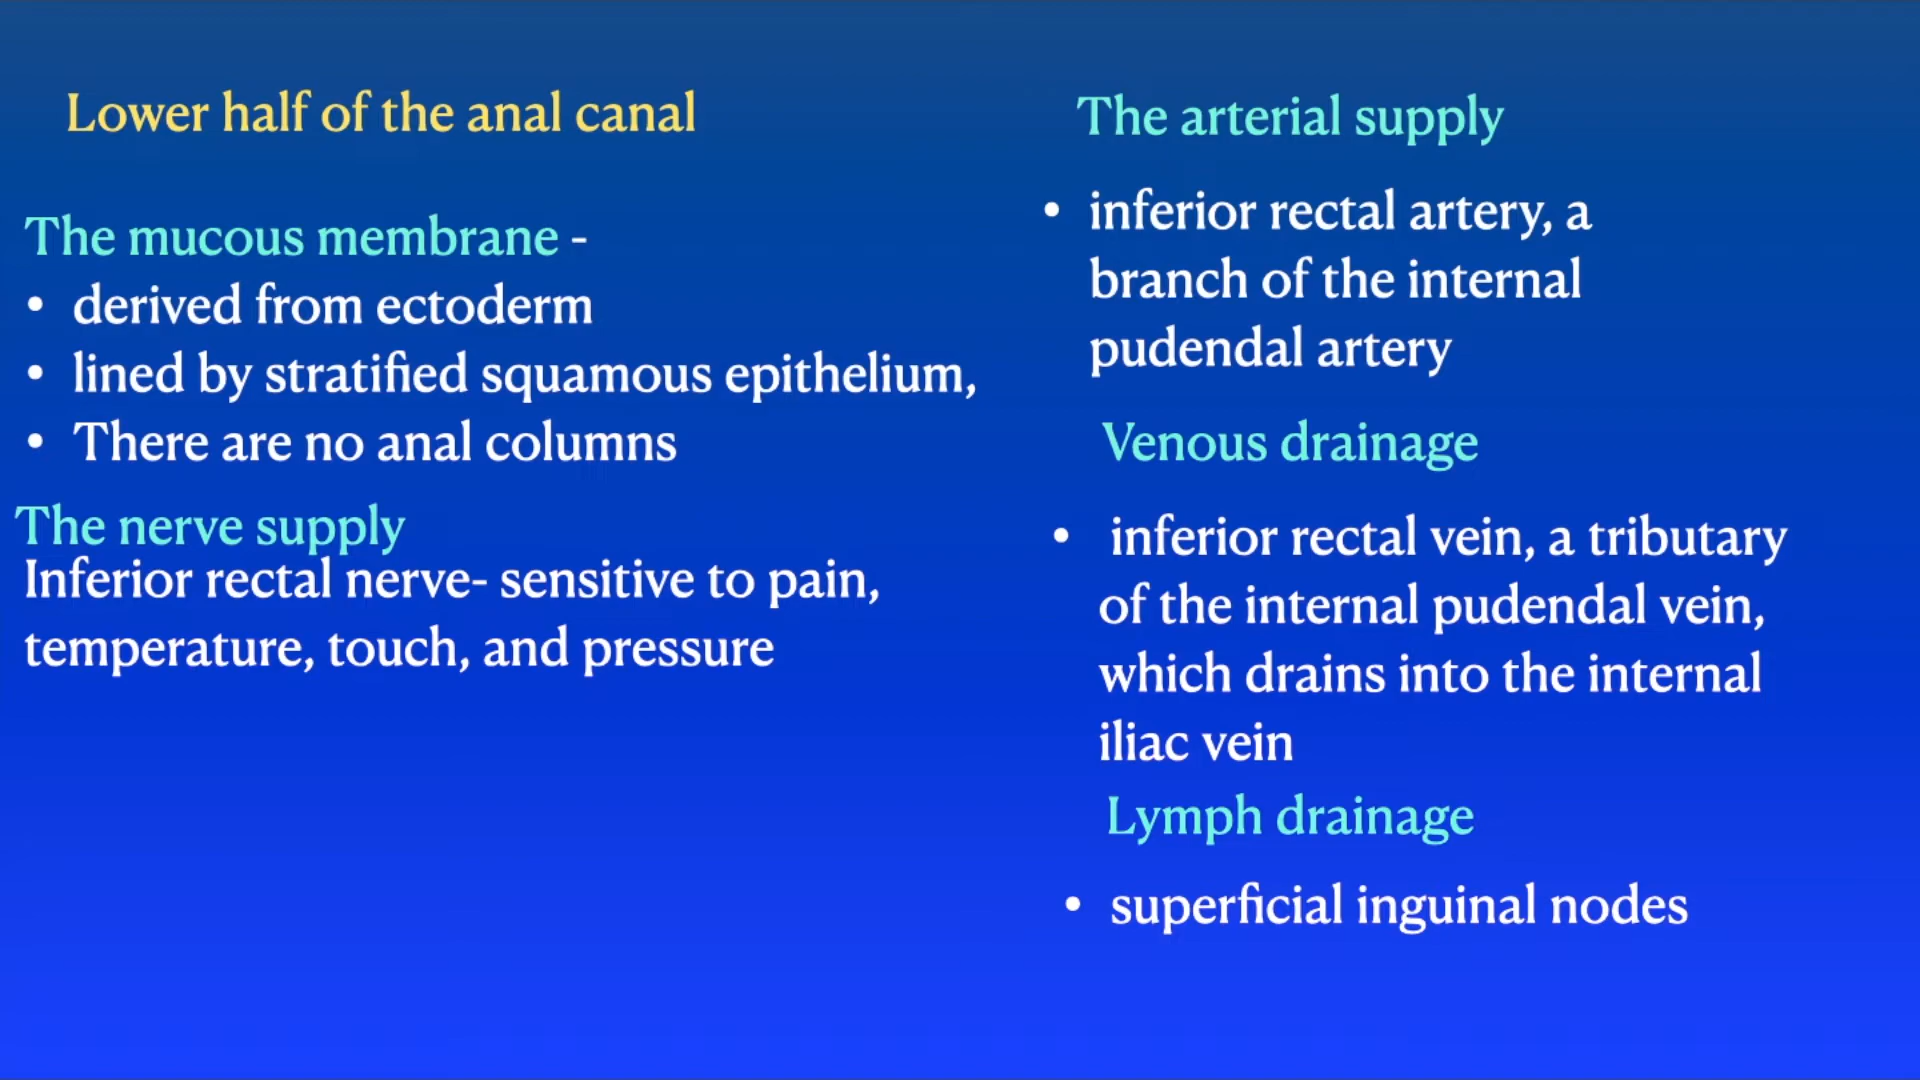 Lower half of the anal canal
The mucous membrane -
• derived from ectoderm
• lined by stratified squamous epithelium,
• There are no anal columns
The nerve supply
Inferior rectal nerve- sensitive to pain,
temperature, touch, and pressure
The arterial supply
• inferior rectal artery, a
branch of the internal
pudendal artery
Venous drainage
• inferior rectal vein, a tributary
of the internal pudendal vein,
which drains into the internal
iliac vein
Lymph drainage
• superficial inguinal nodes